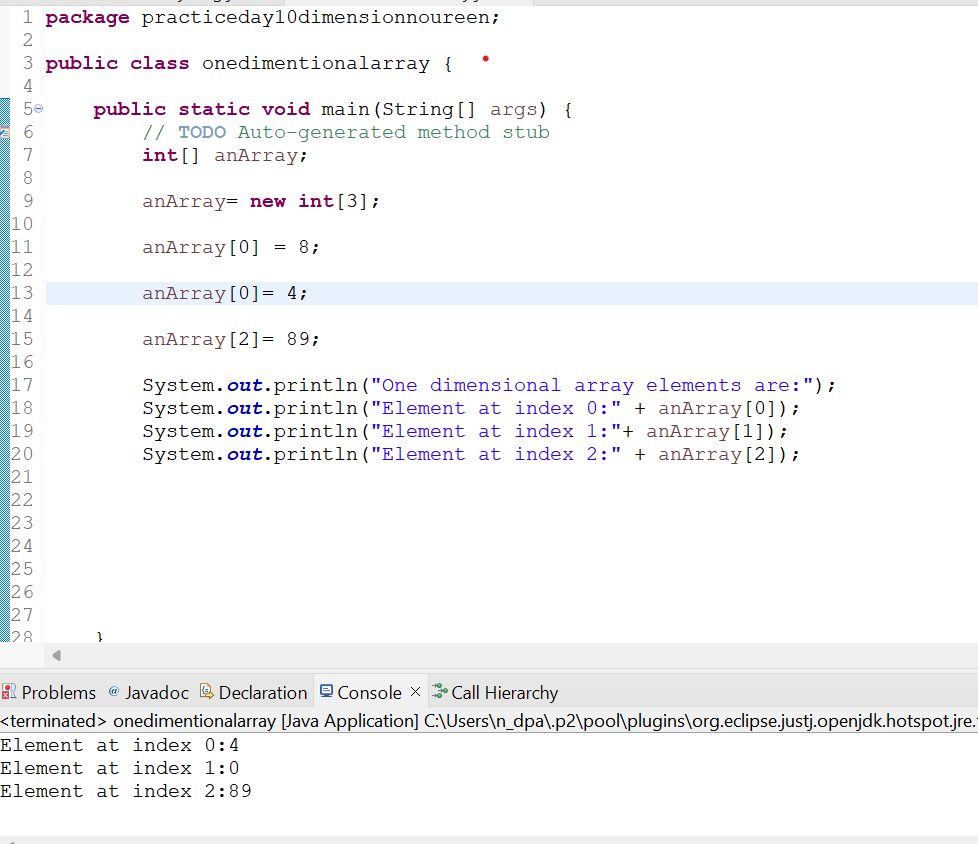 1 package practiceday10dimensionnoureen;
2
3 public class onedimentionalarray {
4
5 public static void main(String[] args) {
6 // TODO Auto-generated method stub
7 int[] anArray;
8
9 anArray= new int[3];
10
11 anArray[0] = 8;
12
13 anArray[0]= 4;
14
15 anArray[2]= 89;
16
17 System.out.println("One dimensional array elements are:");
18 System.out.println("Element at index 0:" + anArray[0]);
19 System.out.println("Element at index 1:"+ anArray[1]);
20 System.out.println("Element at index 2:" + anArray[2]);
21
22
23
24
25
26
27
28 }
Problems @ Javadoc Declaration Console × Call Hierarchy
<terminated> onedimentionalarray [Java Application] C:\Users\n_dpa\.p2\pool\plugins\org.eclipse.justj.openjdk.hotspot.jre.
Element at index 0:4
Element at index 1:0
Element at index 2:89